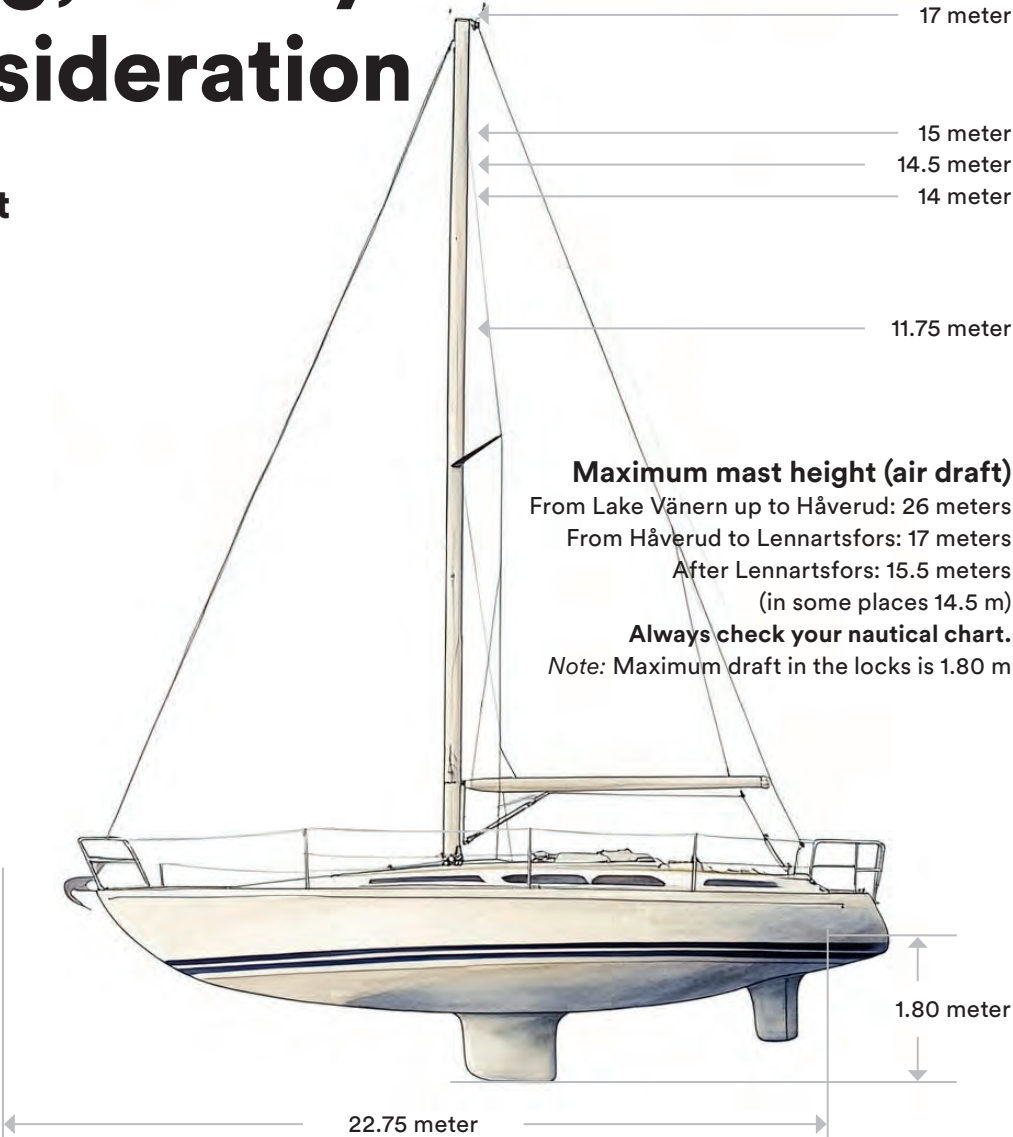 sideration
17 meter
15 meter
14.5 meter
14 meter
11.75 meter
Maximum mast height (air draft)
From Lake Vänern up to Håverud: 26 meters
From Håverud to Lennartsfors: 17 meters
After Lennartsfors: 15.5 meters
(in some places 14.5 m)
Always check your nautical chart.
Note: Maximum draft in the locks is 1.80 m
1.80 meter
22.75 meter